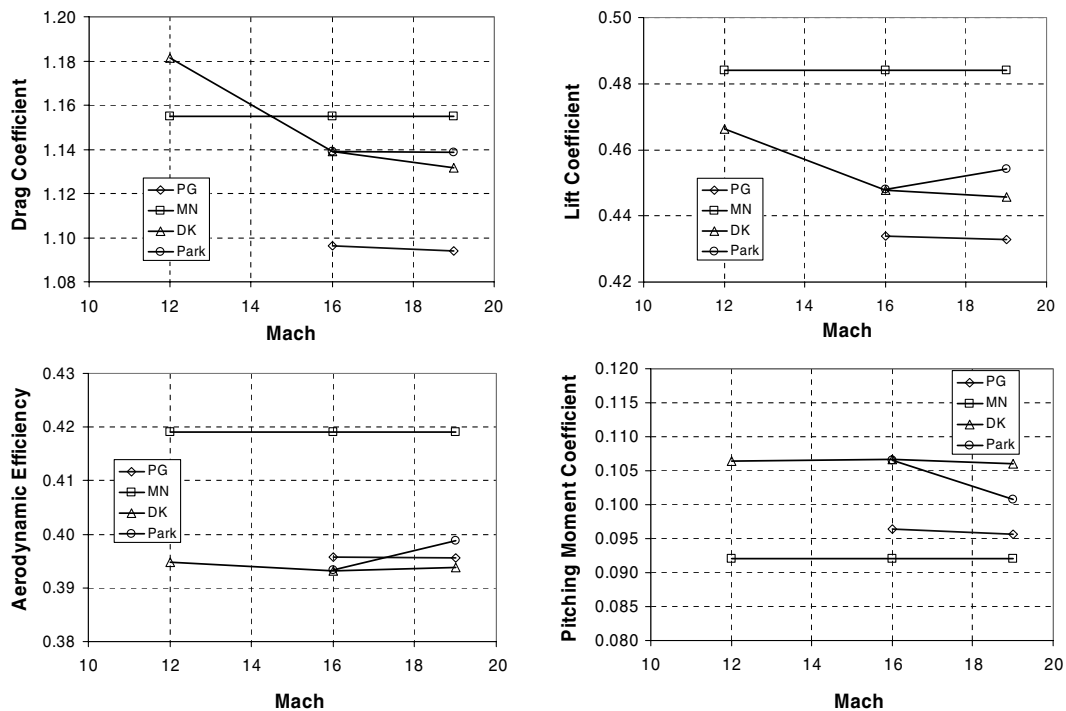 1.20
1.18
1.16
1.14
1.12
1.10
1.08
Drag Coefficient
PG
MN
DK
Park
10 12 14 16 18 20
Mach
0.50
0.48
0.46
0.44
0.42
Lift Coefficient
PG
MN
DK
Park
10 12 14 16 18 20
Mach
0.43
0.42
0.41
0.40
0.39
0.38
Aerodynamic Efficiency
PG
MN
DK
Park
10 12 14 16 18 20
Mach
0.120
0.115
0.110
0.105
0.100
0.095
0.090
0.085
0.080
Pitching Moment Coefficient
PG
MN
DK
Park
10 12 14 16 18 20
Mach